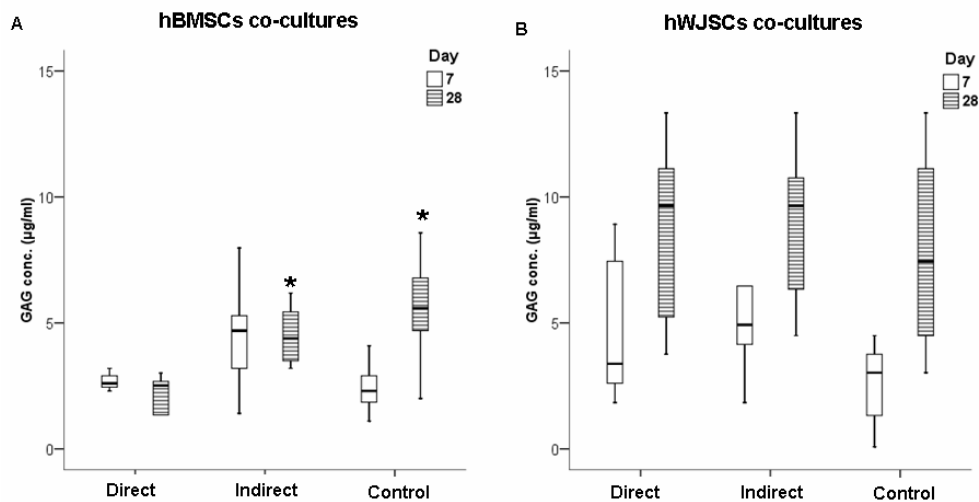 A
hBMSCs co-cultures
Day
7
28
15
10
5
0
GAG conc. (µg/ml)
*
*
Direct
Indirect
Control
B
hWJSCs co-cultures
Day
7
28
15
10
5
0
GAG conc. (µg/ml)
Direct
Indirect
Control